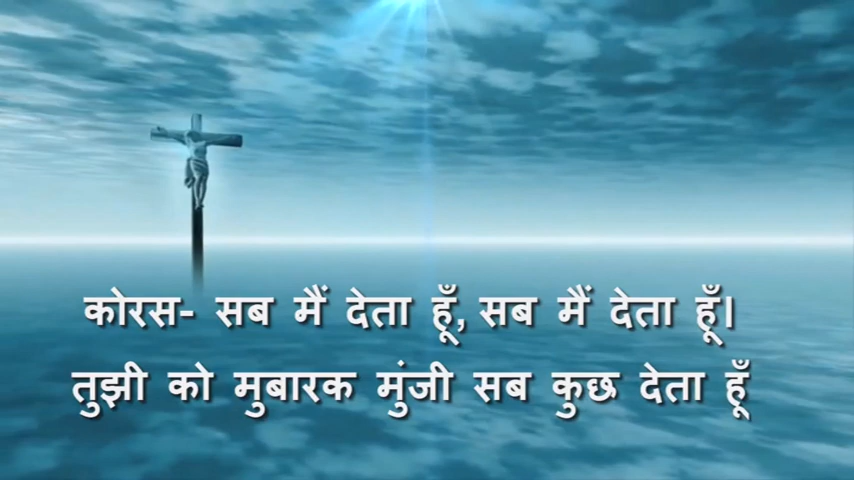 कोरस- सब मैं देता हूँ, सब मैं देता हूँ।
तुझी को मुबारक मुंजी सब कुछ देता हूँ